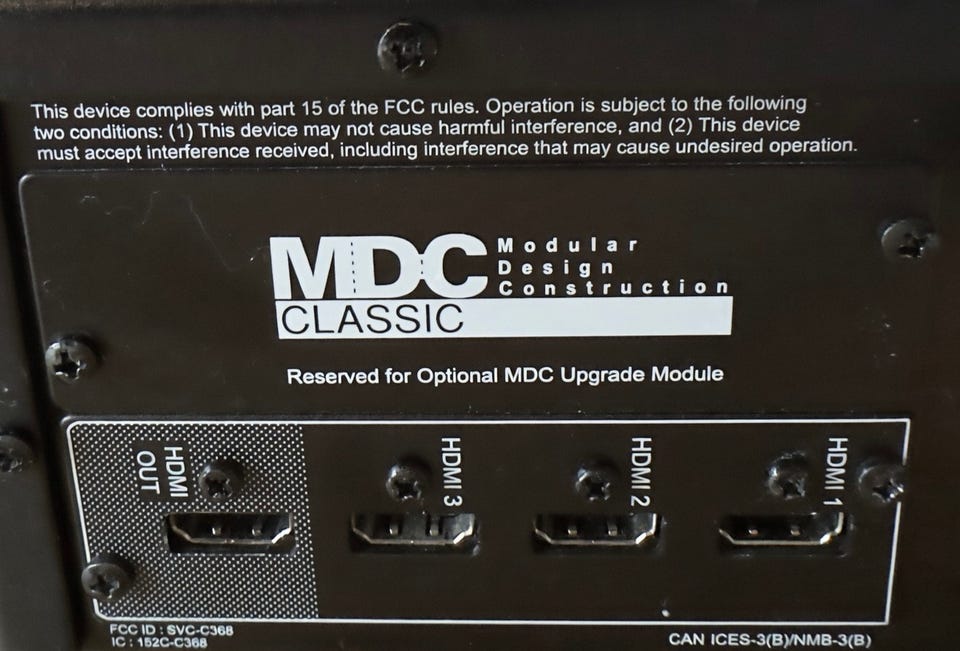 This device complies with part 15 of the FCC rules. Operation is subject to the following
two conditions: (1) This device may not cause harmful interference, and (2) This device
must accept interference received, including interference that may cause undesired operation.
MDC
Modular
Design
Construction
CLASSIC
Reserved for Optional MDC Upgrade Module
HDMI
OUT
HDMI 3
HDMI 2
HDMI 1
FCC ID : SVC-C368
IC : 152C-C368
CAN ICES-3(B)/NMB-3(B)